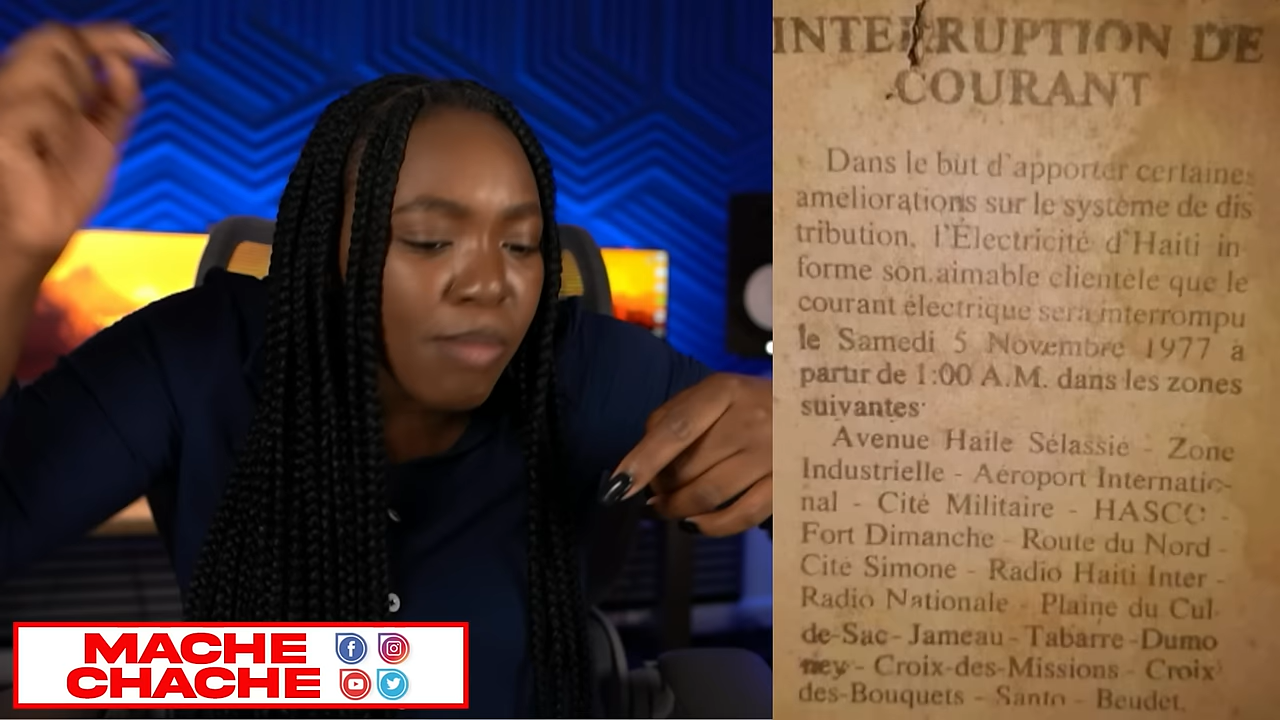 MACHE
CHACHE
INTERRUPTION DE
COURANT
Dans le but d'apporter certaines
améliorations sur le système de dis
tribution, l'Électricité d'Haiti in-
forme son aimable clientèle que le
courant électrique sera interrompu
le Samedi 5 Novembre 1977 à
partir de 1:00 A.M. dans les zones
suivantes:
Avenue Haile Sélassié - Zone
Industrielle - Aéroport Internatio-
nal - Cité Militaire - HASCO -
Fort Dimanche - Route du Nord -
Cité Simone - Radio Haiti Inter -
Radio Nationale - Plaine du Cul-
de-Sac - Jameau - Tabarre - Dumo
ney - Croix-des-Missions - Croix
des-Bouquets - Santo - Beudet.